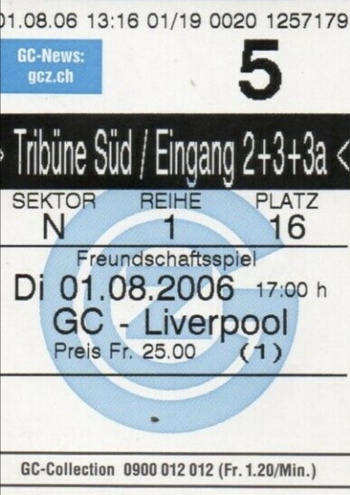 01.08.06 13:16 01/19 0020 1257179
GC-News:
gcz.ch
5
> Tribüne Süd / Eingang 2+3+3a <
SEKTOR REIHE PLATZ
N 1 16
Freundschaftsspiel
Di 01.08.2006 17:00 h
GC - Liverpool
Preis Fr. 25.00 (1)
GC-Collection 0900 012 012 (Fr. 1.20/Min.)